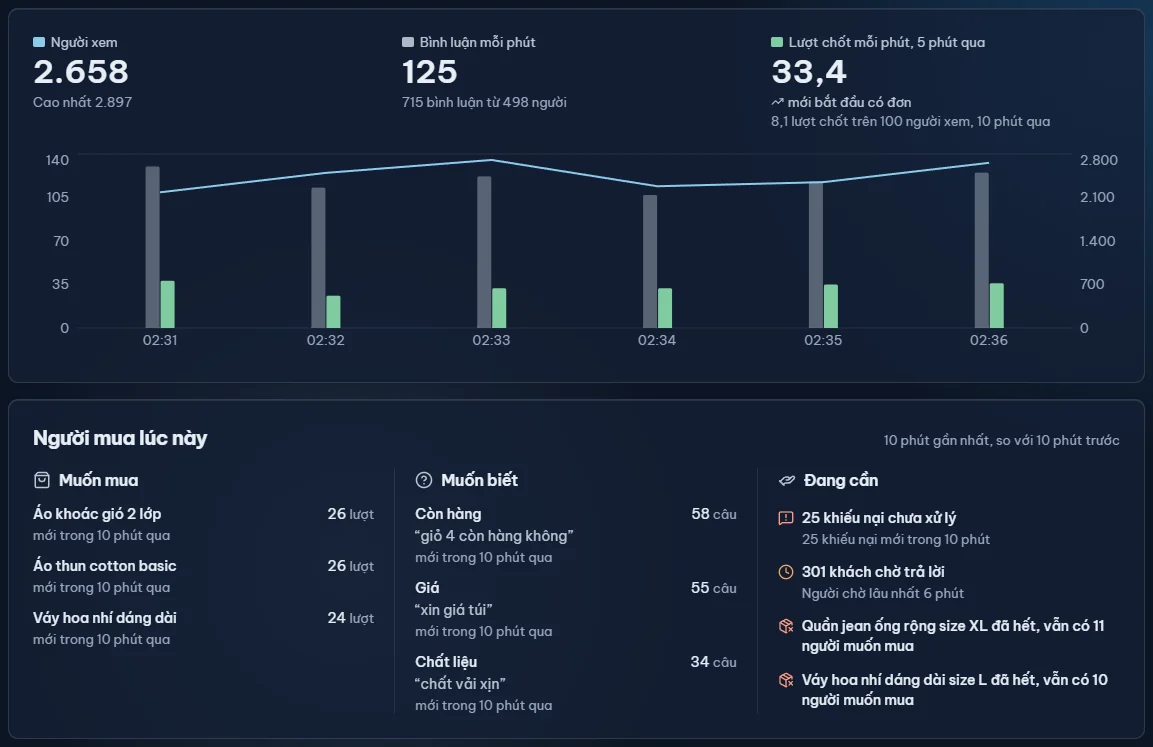 Người xem
2.658
Cao nhất 2.897
Bình luận mỗi phút
125
715 bình luận từ 498 người
Lượt chốt mỗi phút, 5 phút qua
33,4
mới bắt đầu có đơn
8,1 lượt chốt trên 100 người xem, 10 phút qua
140
105
70
35
0
2.800
2.100
1.400
700
0
02:31
02:32
02:33
02:34
02:35
02:36
Người mua lúc này
10 phút gần nhất, so với 10 phút trước
Muốn mua
Áo khoác gió 2 lớp
26 lượt
mới trong 10 phút qua
Áo thun cotton basic
26 lượt
mới trong 10 phút qua
Váy hoa nhí dáng dài
24 lượt
mới trong 10 phút qua
Muốn biết
Còn hàng
58 câu
“giỏ 4 còn hàng không”
mới trong 10 phút qua
Giá
55 câu
“xin giá túi”
mới trong 10 phút qua
Chất liệu
34 câu
“chất vải xịn”
mới trong 10 phút qua
Đang cần
25 khiếu nại chưa xử lý
25 khiếu nại mới trong 10 phút
301 khách chờ trả lời
Người chờ lâu nhất 6 phút
Quần jean ống rộng size XL đã hết, vẫn có 11
người muốn mua
Váy hoa nhí dáng dài size L đã hết, vẫn có 10
người muốn mua